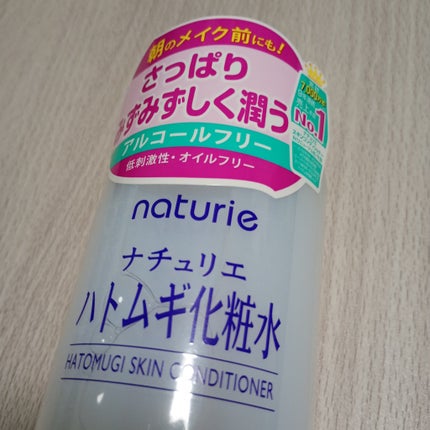 朝のメイク前にも!
さっぱり
みずみずしく潤う
アルコールフリー
低刺激性・オイルフリー
No.1
naturie
ナチュリエ
ハトムギ化粧水
HATOMUGI SKIN CONDITIONER